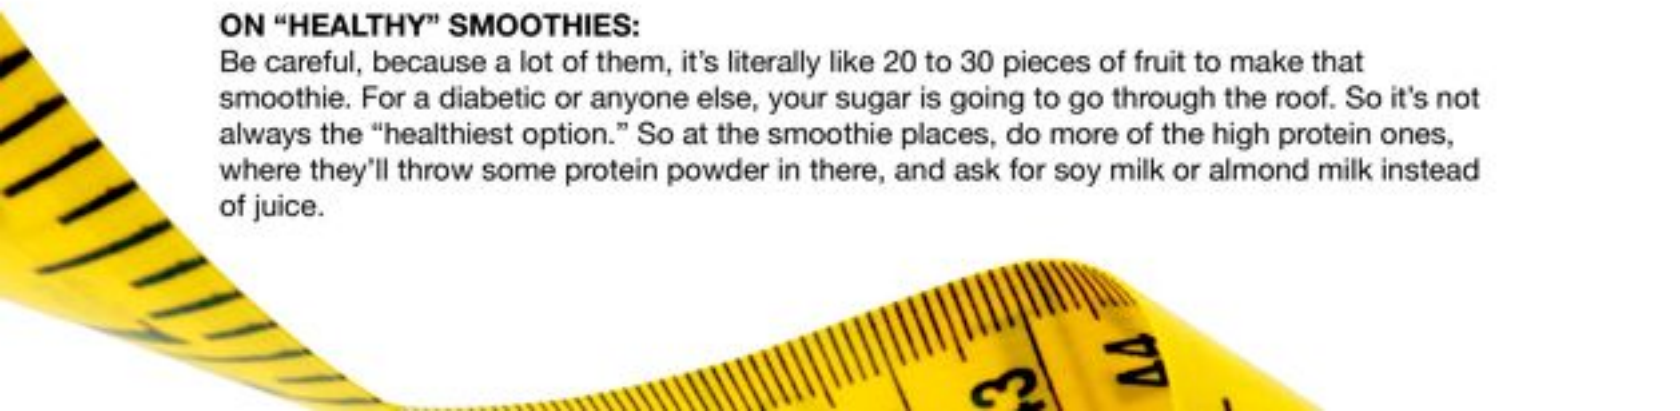 ON “HEALTHY” SMOOTHIES:
Be careful, because a lot of them, it’s literally like 20 to 30 pieces of fruit to make that
smoothie. For a diabetic or anyone else, your sugar is going to go through the roof. So it’s not
always the “healthiest option.” So at the smoothie places, do more of the high protein ones,
where they’ll throw some protein powder in there, and ask for soy milk or almond milk instead
of juice.
43
44